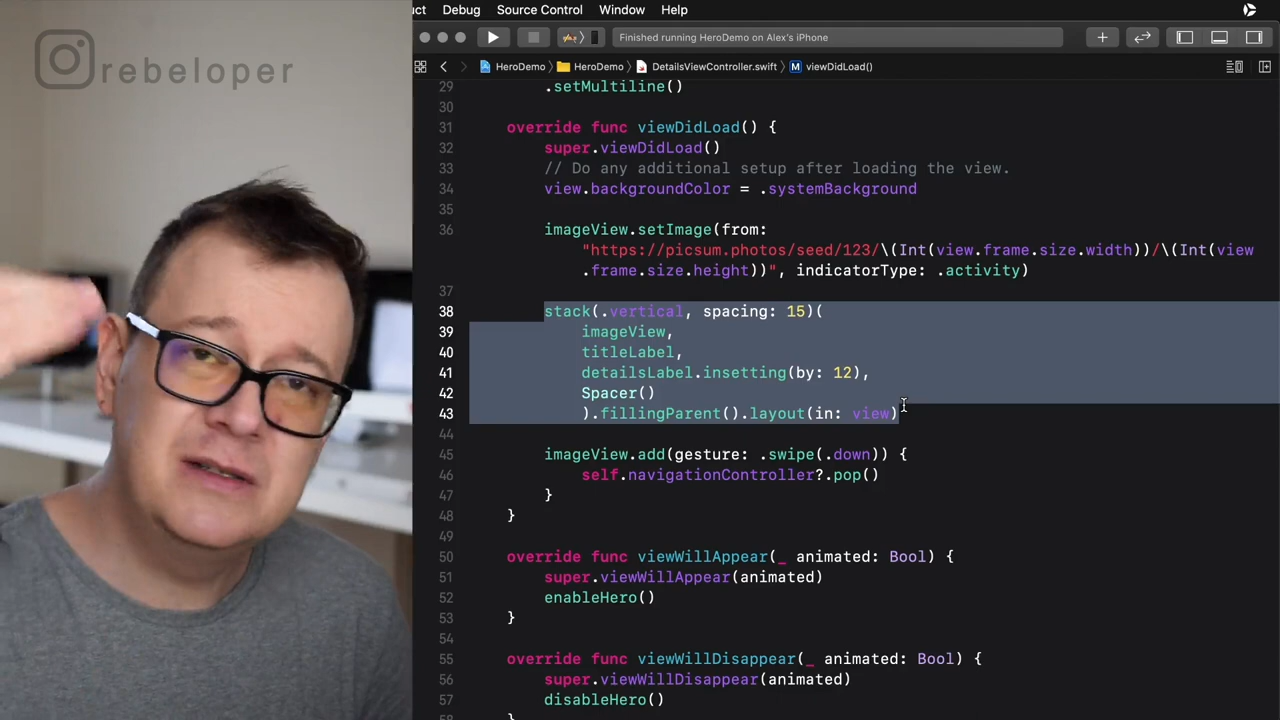 rebeloper
uct Debug Source Control Window Help
Finished running HeroDemo on Alex's iPhone
HeroDemo HeroDemo DetailsViewController.swift M viewDidLoad()
29 .setMultiline()
30
31 override func viewDidLoad() {
32 super.viewDidLoad()
33 // Do any additional setup after loading the view.
34 view.backgroundColor = .systemBackground
35
36 imageView.setImage(from:
"https://picsum.photos/seed/123/\(Int(view.frame.size.width))/\(Int(view
.frame.size.height))", indicatorType: .activity)
37
38 stack(.vertical, spacing: 15)(
39 imageView,
40 titleLabel,
41 detailsLabel.insetting(by: 12),
42 Spacer()
43 ).fillingParent().layout(in: view)
44
45 imageView.add(gesture: .swipe(.down)) {
46 self.navigationController?.pop()
47 }
48 }
49
50 override func viewWillAppear(_ animated: Bool) {
51 super.viewWillAppear(animated)
52 enableHero()
53 }
54
55 override func viewWillDisappear(_ animated: Bool) {
56 super.viewWillDisappear(animated)
57 disableHero()
58 }